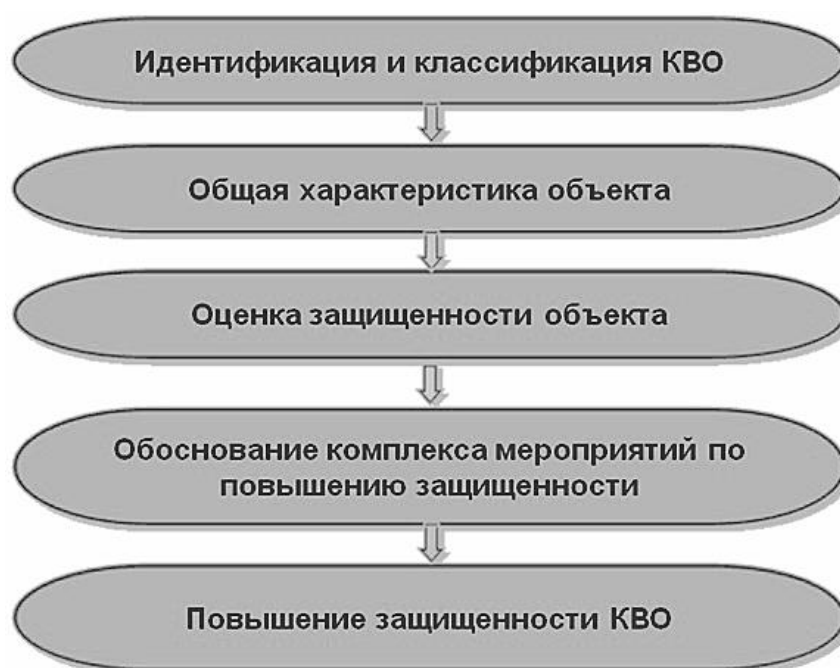 Идентификация и классификация КВО
Общая характеристика объекта
Оценка защищенности объекта
Обоснование комплекса мероприятий по
повышению защищенности
Повышение защищенности КВО